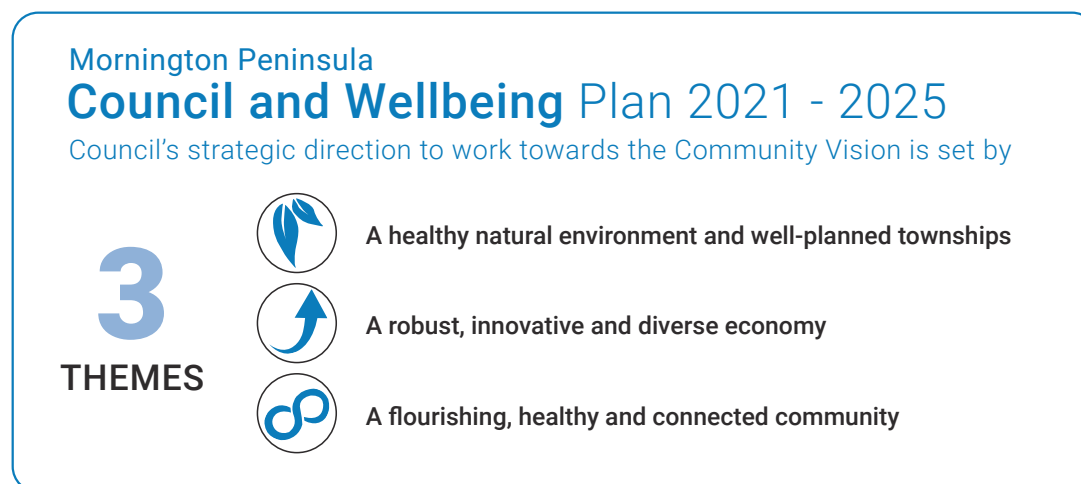 Mornington Peninsula
Council and Wellbeing Plan 2021 - 2025
Council's strategic direction to work towards the Community Vision is set by
3
THEMES
A healthy natural environment and well-planned townships
A robust, innovative and diverse economy
A flourishing, healthy and connected community